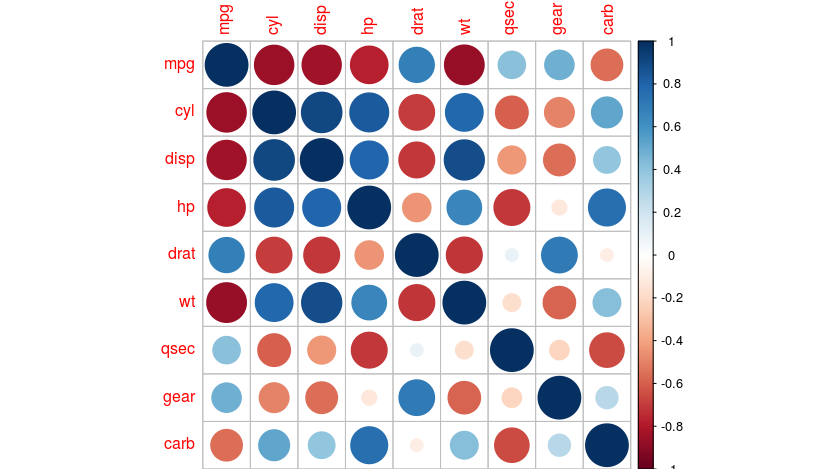 mpg cyl disp hp drat wt qsec gear carb
mpg
cyl
disp
hp
drat
wt
qsec
gear
carb
1
0.8
0.6
0.4
0.2
0
-0.2
-0.4
-0.6
-0.8